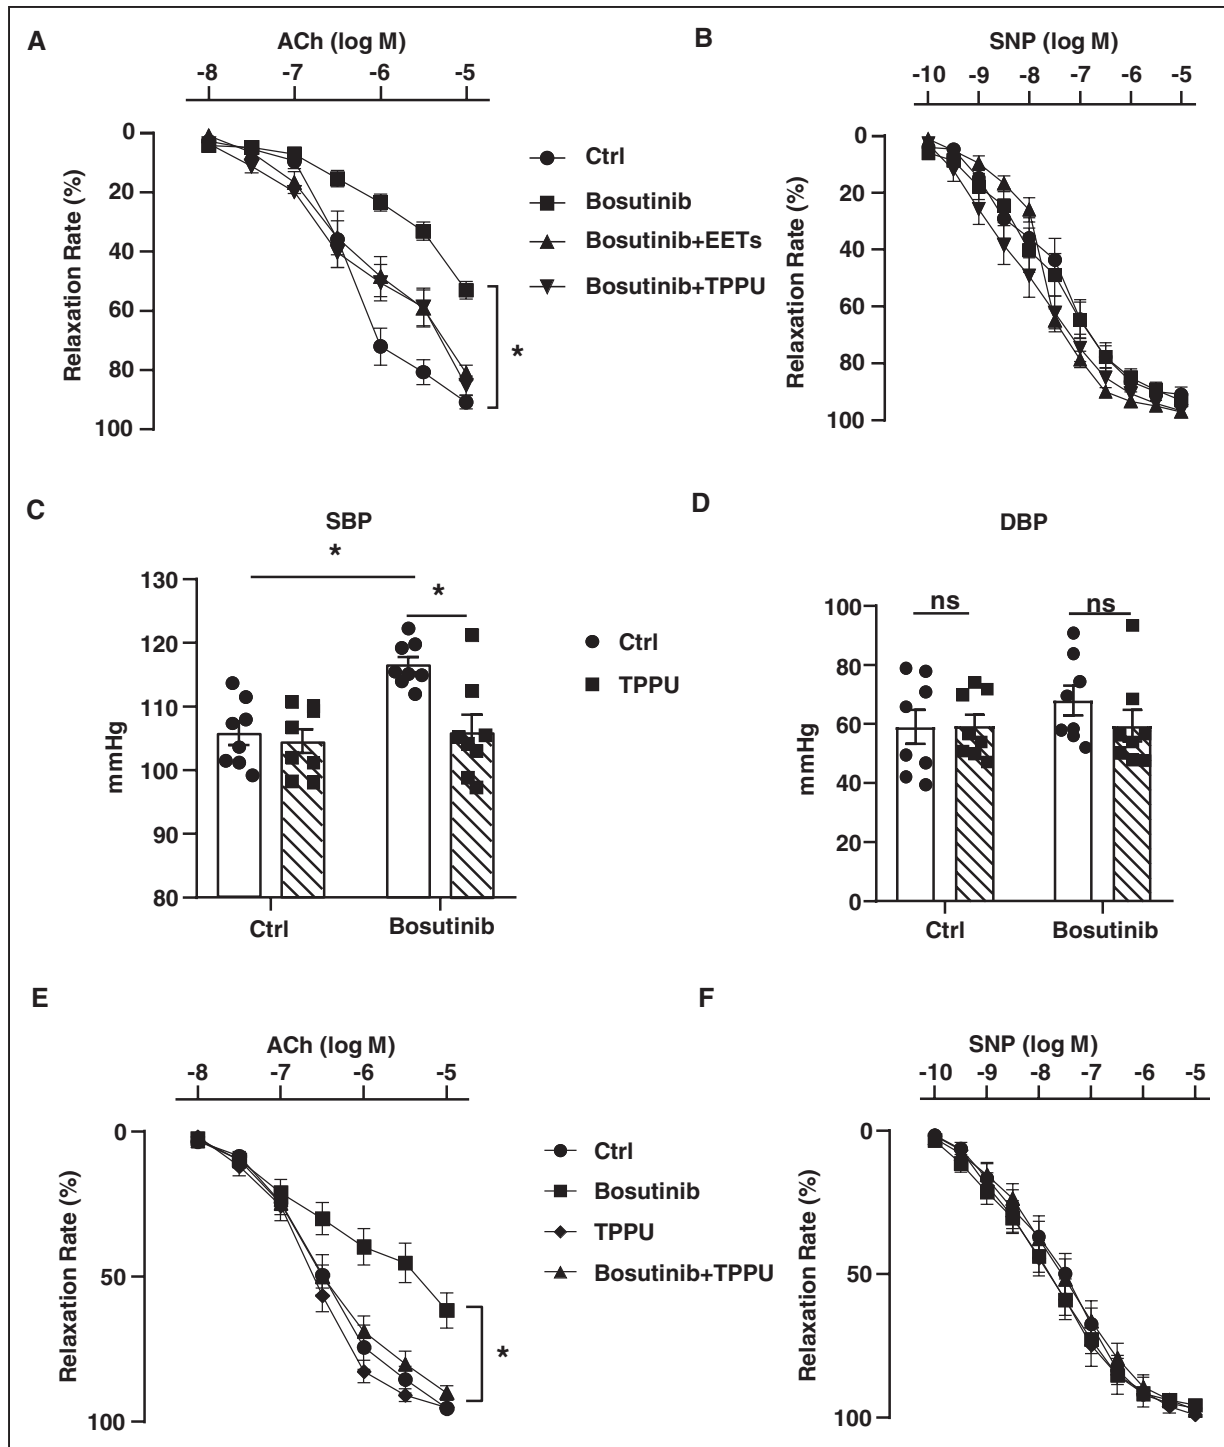 A
ACh (log M)
-8 -7 -6 -5
Relaxation Rate (%)
0
20
40
60
80
100
*
Ctrl
Bosutinib
Bosutinib+EETs
Bosutinib+TPPU
B
SNP (log M)
-10 -9 -8 -7 -6 -5
Relaxation Rate (%)
0
20
40
60
80
100
C
SBP
*
*
mmHg
130
120
110
100
90
80
Ctrl Bosutinib
Ctrl
TPPU
D
DBP
ns ns
mmHg
100
80
60
40
20
0
Ctrl Bosutinib
E
ACh (log M)
-8 -7 -6 -5
Relaxation Rate (%)
0
50
100
*
Ctrl
Bosutinib
TPPU
Bosutinib+TPPU
F
SNP (log M)
-10 -9 -8 -7 -6 -5
Relaxation Rate (%)
0
50
100